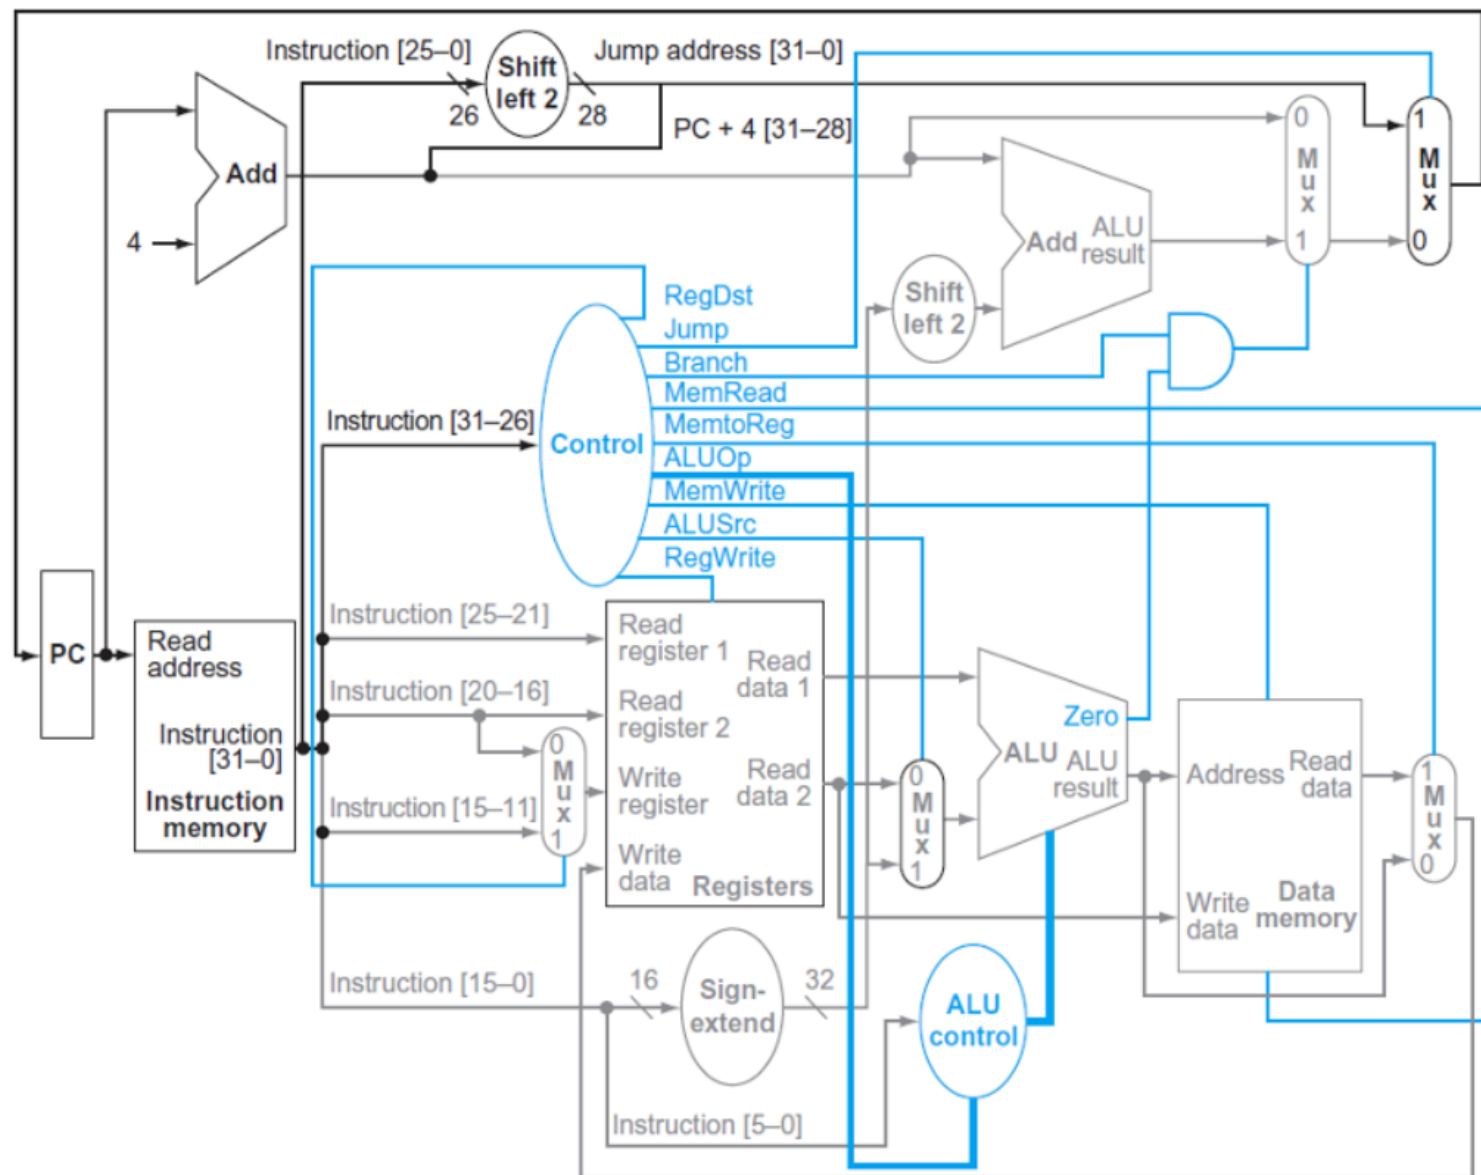 Instruction [25–0]
Shift
left 2
Jump address [31–0]
26
28
PC + 4 [31–28]
Add
4
0
M
u
x
1
1
M
u
x
0
Add
ALU
result
Shift
left 2
RegDst
Jump
Branch
MemRead
MemtoReg
ALUOp
MemWrite
ALUSrc
RegWrite
Instruction [31–26]
Control
PC
Read
address
Instruction
[31–0]
Instruction
memory
Instruction [25–21]
Instruction [20–16]
Instruction [15–11]
0
M
u
x
1
Read
register 1
Read
register 2
Write
register
Write
data
Read
data 1
Read
data 2
Registers
0
M
u
x
1
Zero
ALU
ALU
result
Address
Read
data
Write
data
Data
memory
1
M
u
x
0
Instruction [15–0]
16
Sign-
extend
32
ALU
control
Instruction [5–0]